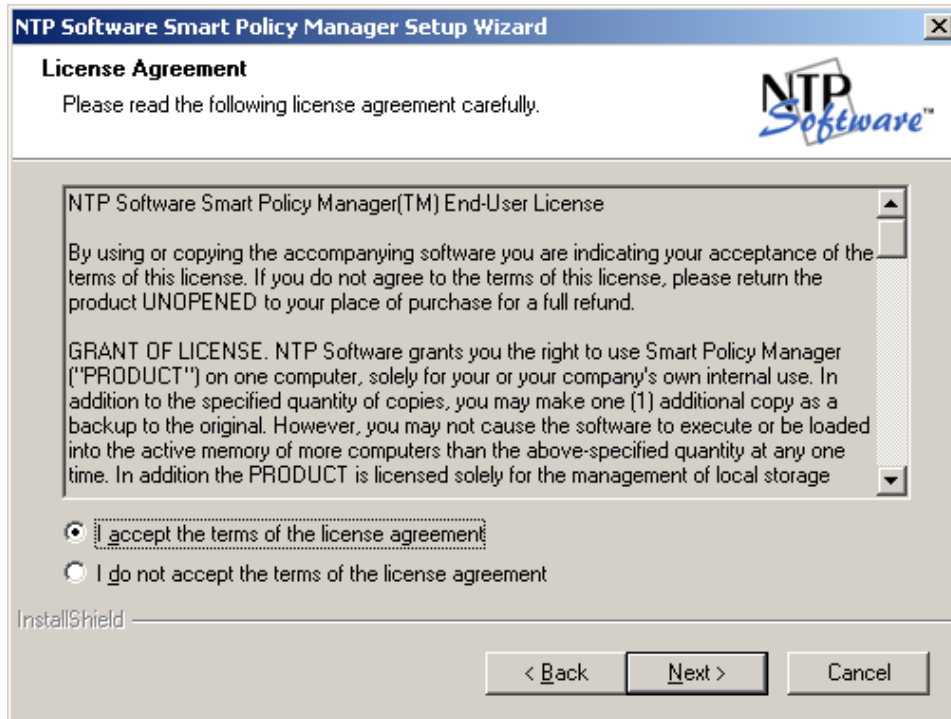 NTP Software Smart Policy Manager Setup Wizard
License Agreement
Please read the following license agreement carefully.
NTP
Software™
NTP Software Smart Policy Manager(TM) End-User License
By using or copying the accompanying software you are indicating your acceptance of the
terms of this license. If you do not agree to the terms of this license, please return the
product UNOPENED to your place of purchase for a full refund.
GRANT OF LICENSE. NTP Software grants you the right to use Smart Policy Manager
("PRODUCT") on one computer, solely for your or your company's own internal use. In
addition to the specified quantity of copies, you may make one (1) additional copy as a
backup to the original. However, you may not cause the software to execute or be loaded
into the active memory of more computers than the above-specified quantity at any one
time. In addition the PRODUCT is licensed solely for the management of local storage
I accept the terms of the license agreement
I do not accept the terms of the license agreement
InstallShield
< Back
Next >
Cancel